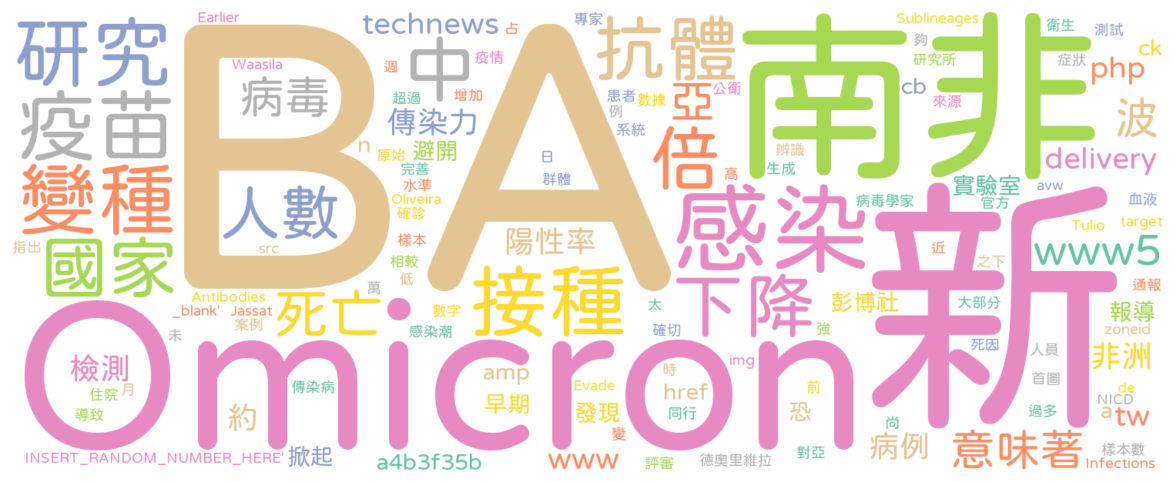 Earlier
technews
占
專家
Sublineages
衛生
測試
研究
BA
中
疫情
抗體
南非
夠
研究所
症狀
ck
php
Waasila
週
病毒
超過
增加
患者
數據
公衛
亞
cb
來源
波
疫苗
傳染力
例
系統
n
原始
避開
倍
辨識
delivery
變種
人數
日
群體
完善
水準
Oliveira
確診
高
生成
病毒學家
實驗室
官方
avw
血液
感染
新
Tulio
target
指出
國家
src
陽性率
樣本
相較
低
近
之下
www5
通報
Antibodies
_blank'
Jassat
案例
死亡
萬
數字
感染潮
接種
下降
太
確切
強
彭博社
大部分
死因
報導
zoneid
未
Omicron
檢測
住院
月
導致
傳染病
amp
早期
Evade
發現
img
時
href
同行
前
恐
人員
首圖
非洲
de
NICD
a
tw
過多
約
變
對亞
尚
病例
意味著
樣本數
Infections
INSERT_RANDOM_NUMBER_HERE'
掀起
a4b3f35b
www
評審
德奧里維拉